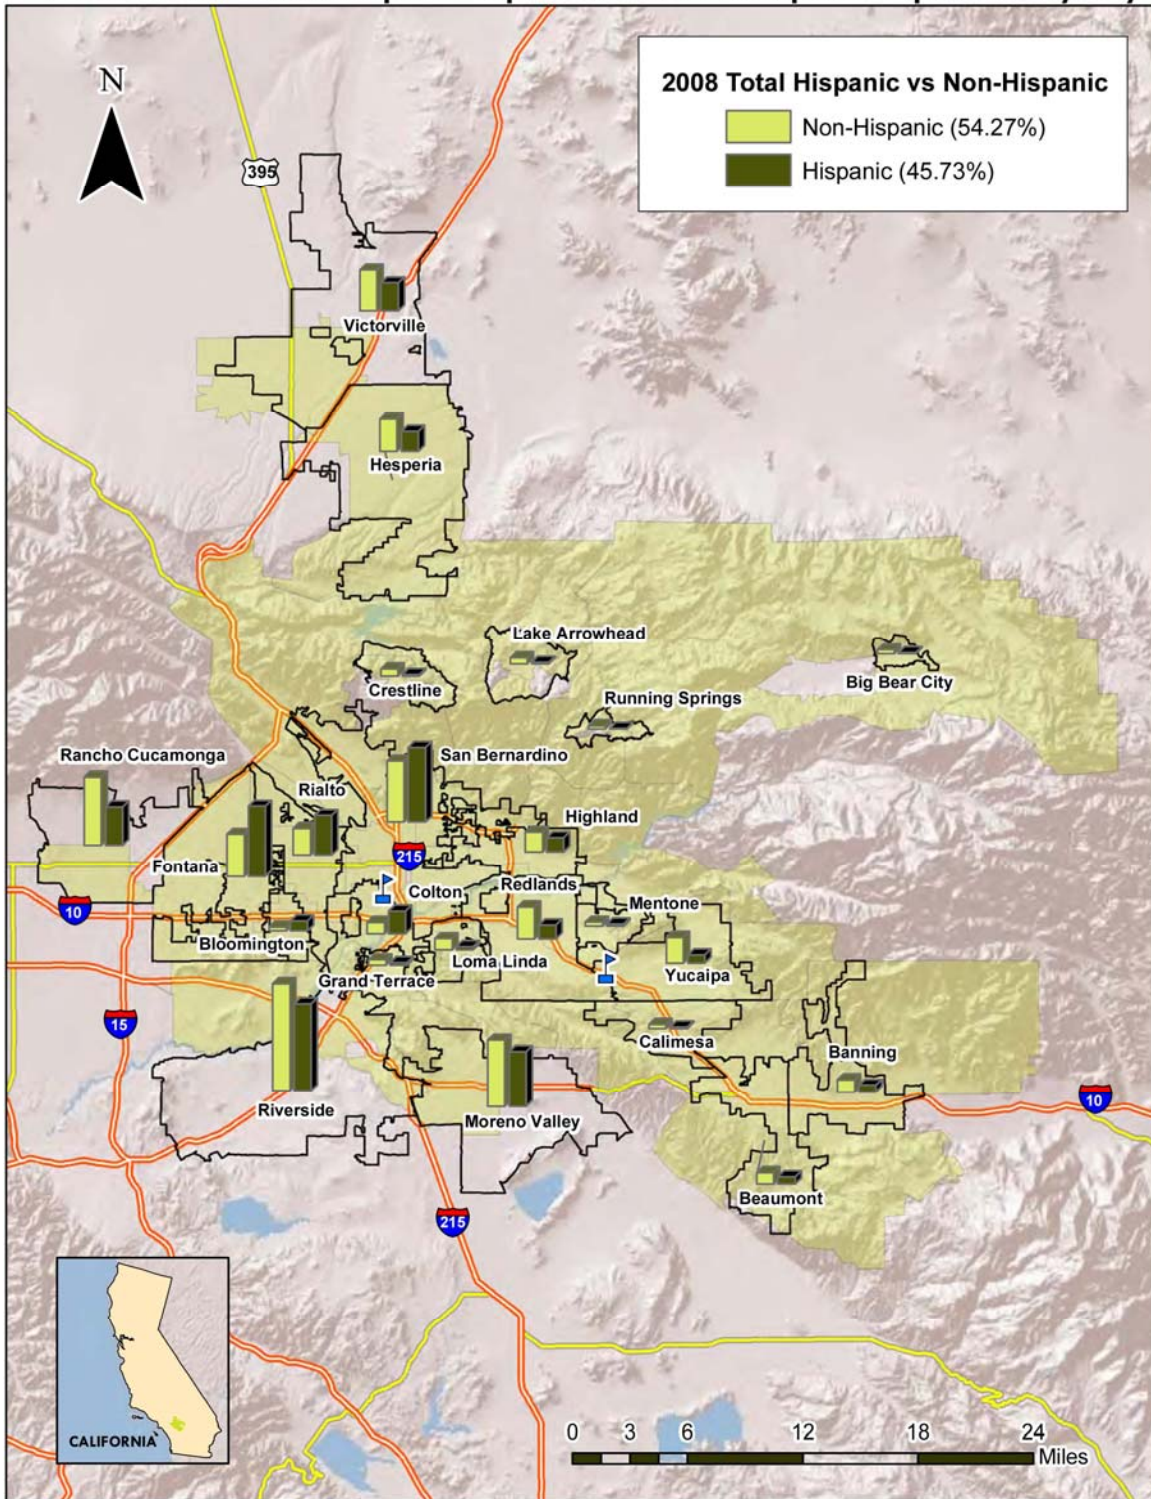 2008 Total Hispanic vs Non-Hispanic
Non-Hispanic (54.27%)
Hispanic (45.73%)
N
395
Victorville
Hesperia
Lake Arrowhead
Crestline
Big Bear City
Running Springs
Rancho Cucamonga
San Bernardino
Rialto
Highland
Fontana
215
Colton
Redlands
Mentone
10
Bloomington
Loma Linda
Yucaipa
Grand Terrace
15
Calimesa
Banning
Riverside
Moreno Valley
10
Beaumont
215
CALIFORNIA
0 3 6 12 18 24
Miles